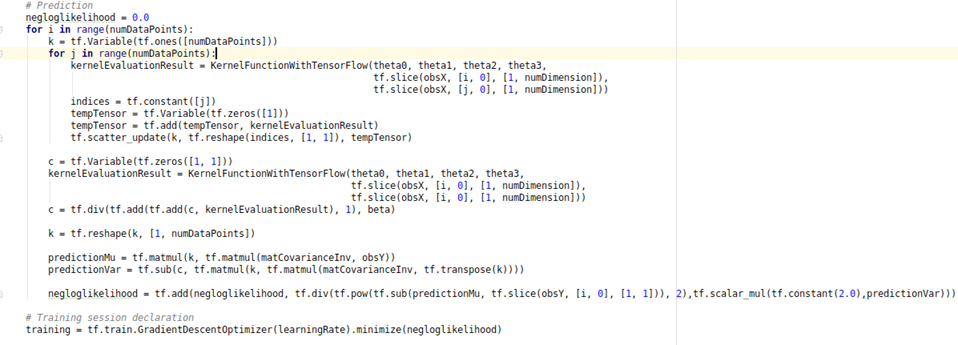 # Prediction
negloglikelihood = 0.0
for i in range(numDataPoints):
    k = tf.Variable(tf.ones([numDataPoints]))
    for j in range(numDataPoints):
        kernelEvaluationResult = KernelFunctionWithTensorFlow(theta0, theta1, theta2, theta3,
                                                              tf.slice(obsX, [i, 0], [1, numDimension]),
                                                              tf.slice(obsX, [j, 0], [1, numDimension]))
        indices = tf.constant([j])
        tempTensor = tf.Variable(tf.zeros([1]))
        tempTensor = tf.add(tempTensor, kernelEvaluationResult)
        tf.scatter_update(k, tf.reshape(indices, [1, 1]), tempTensor)

    c = tf.Variable(tf.zeros([1, 1]))
    kernelEvaluationResult = KernelFunctionWithTensorFlow(theta0, theta1, theta2, theta3,
                                                          tf.slice(obsX, [i, 0], [1, numDimension]),
                                                          tf.slice(obsX, [i, 0], [1, numDimension]))
    c = tf.div(tf.add(tf.add(c, kernelEvaluationResult), 1), beta)

    k = tf.reshape(k, [1, numDataPoints])

    predictionMu = tf.matmul(k, tf.matmul(matCovarianceInv, obsY))
    predictionVar = tf.sub(c, tf.matmul(k, tf.matmul(matCovarianceInv, tf.transpose(k))))

    negloglikelihood = tf.add(negloglikelihood, tf.div(tf.pow(tf.sub(predictionMu, tf.slice(obsY, [i, 0], [1, 1])), 2),tf.scalar_mul(tf.constant(2.0),predictionVar)))

# Training session declaration
training = tf.train.GradientDescentOptimizer(learningRate).minimize(negloglikelihood)